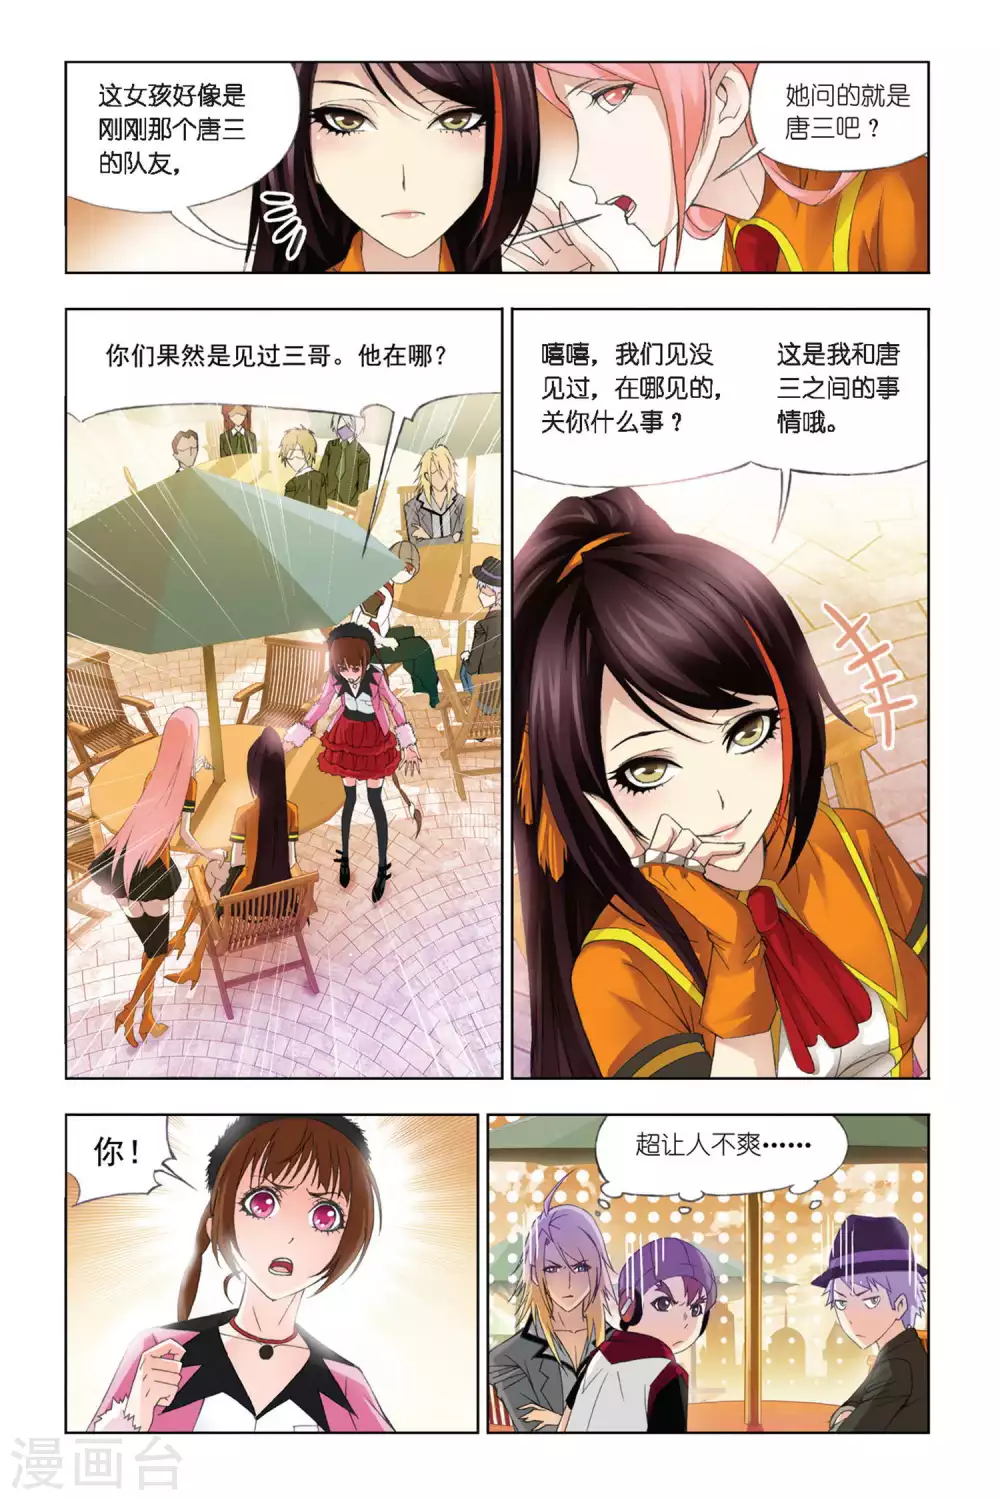 这女孩好像是
刚刚那个唐三
的队友，
她问的就是
唐三吧？
你们果然是见过三哥。他在哪？
嘻嘻，我们见没
见过，在哪见的，
关你什么事？
这是我和唐
三之间的事
情哦。
你！
超让人不爽······
漫画台